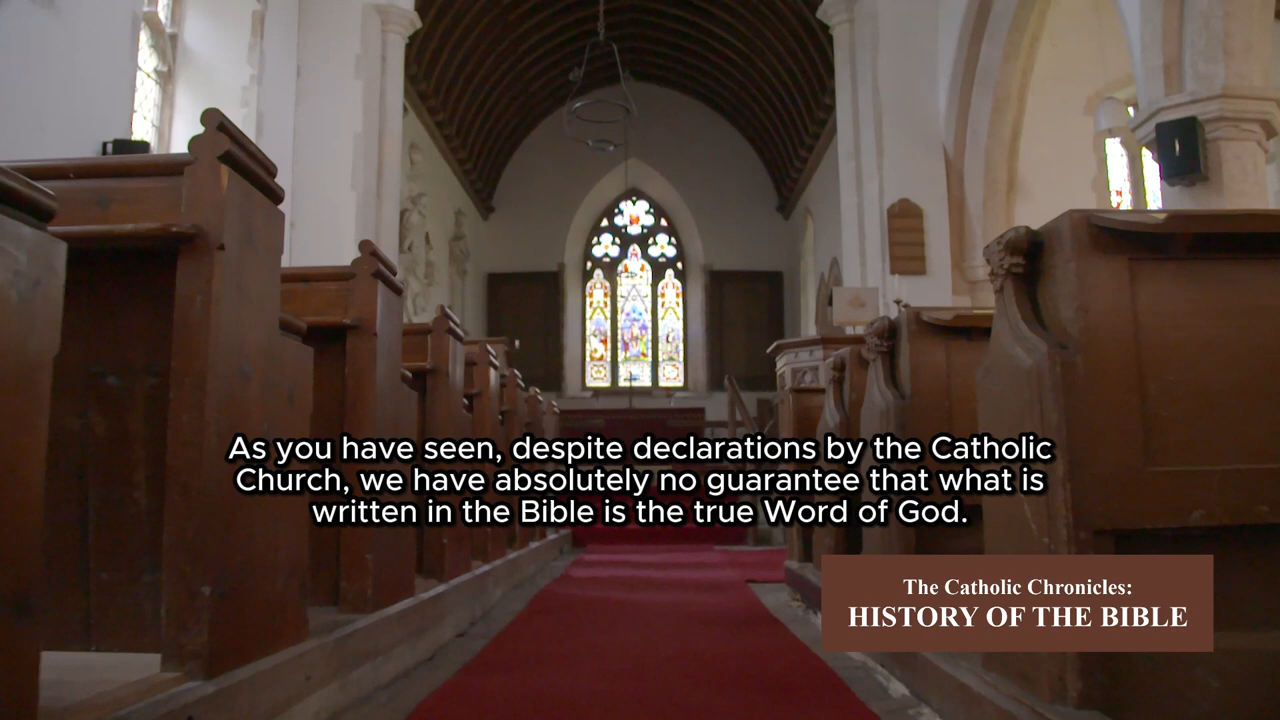 As you have seen, despite declarations by the Catholic
Church, we have absolutely no guarantee that what is
written in the Bible is the true Word of God.
The Catholic Chronicles:
HISTORY OF THE BIBLE